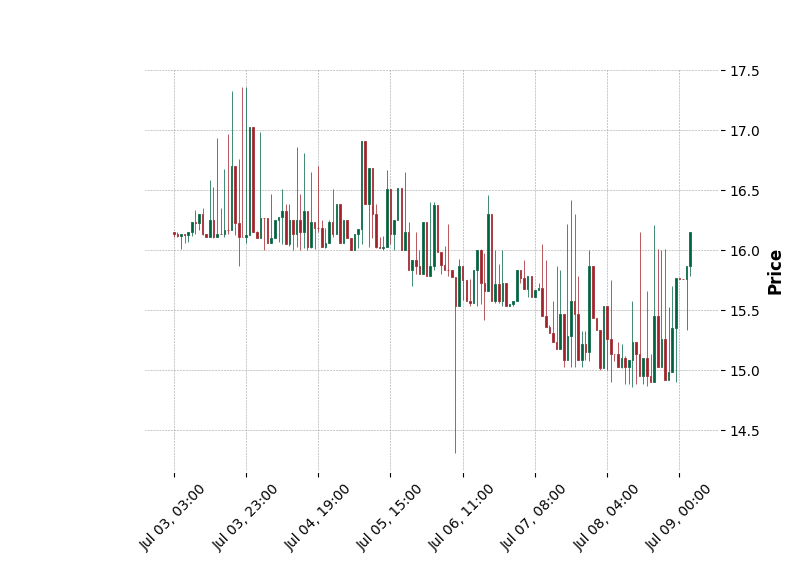 17.5
17.0
16.5
16.0
15.5
15.0
14.5
Price
Jul 03, 03:00
Jul 03, 23:00
Jul 04, 19:00
Jul 05, 15:00
Jul 06, 11:00
Jul 07, 08:00
Jul 08, 04:00
Jul 09, 00:00